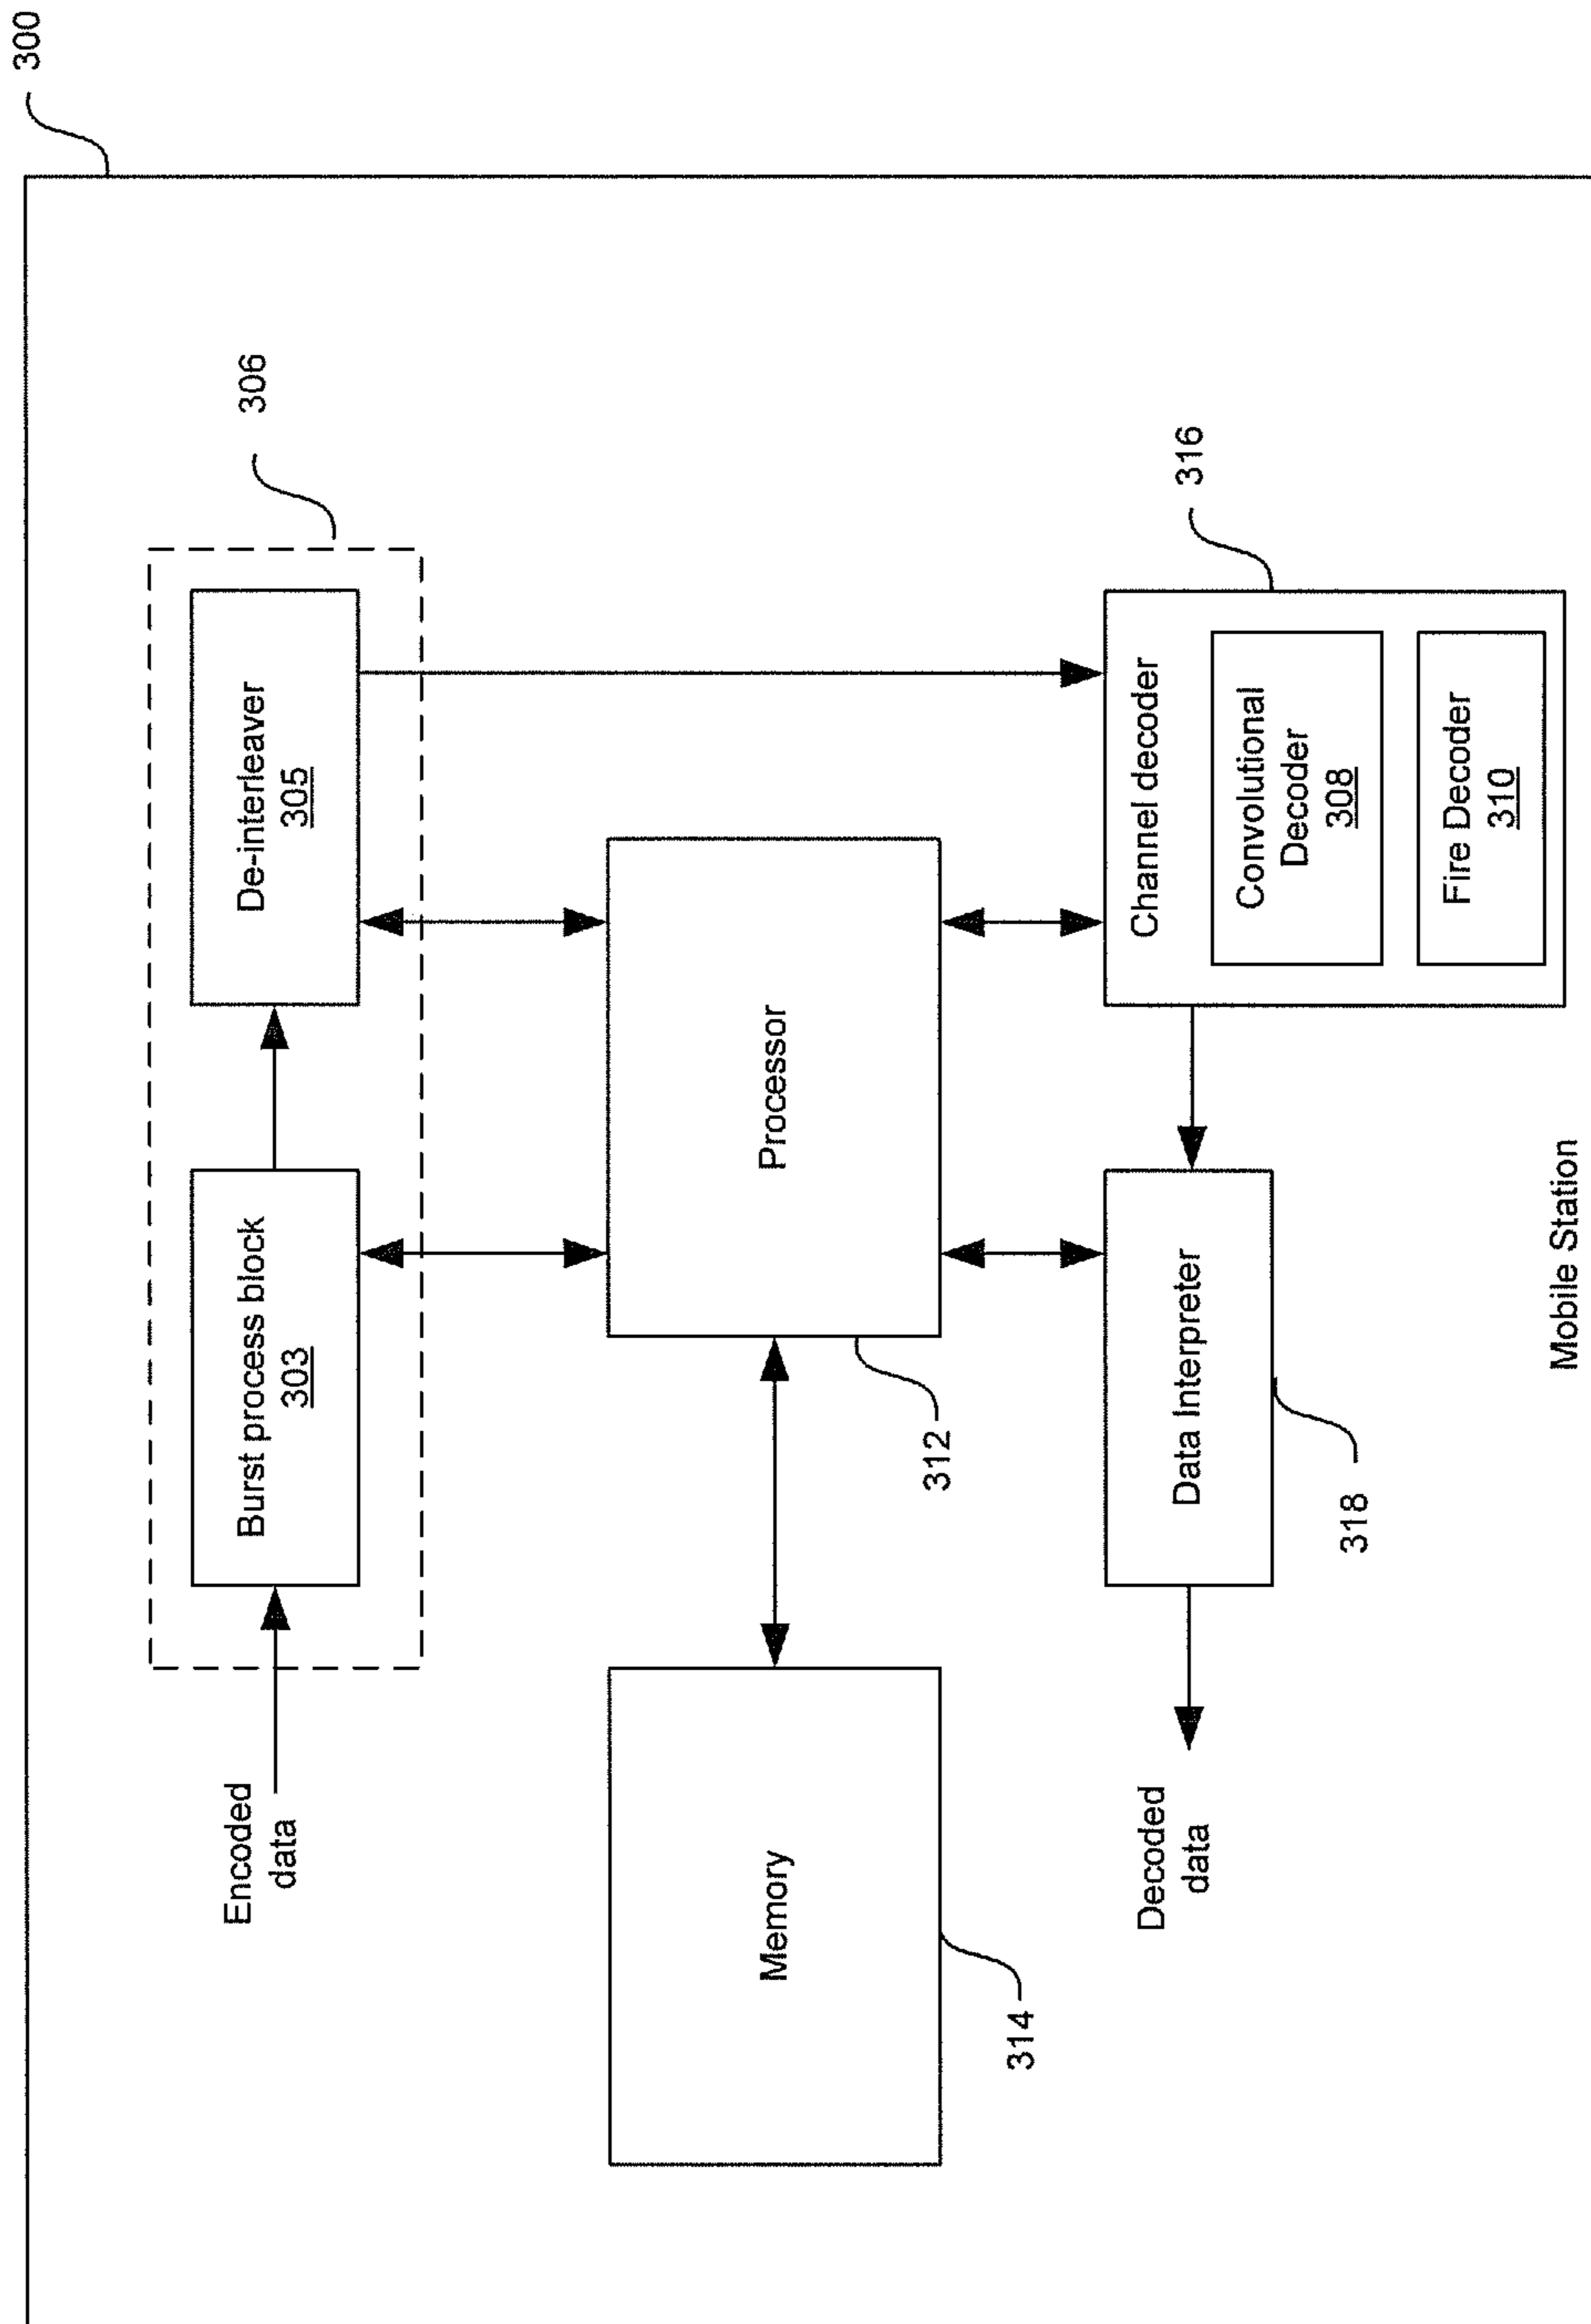 300
306
Encoded
data
Burst process block
303
De-interleaver
305
Memory
314
Processor
312
316
Channel decoder
Convolutional
Decoder
308
Fire Decoder
310
Data Interpreter
318
Decoded
data
Mobile Station